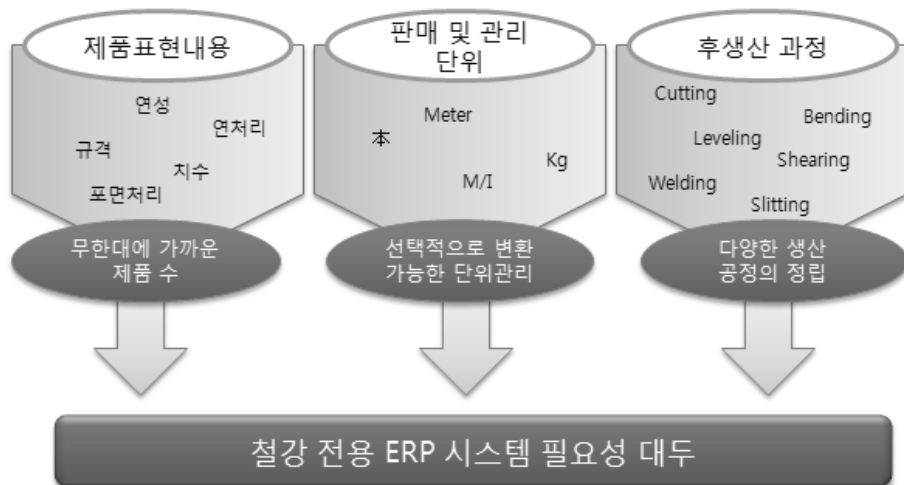 제품표현내용
연성
연처리
규격
치수
포면처리
무한대에 가까운
제품 수
판매 및 관리
단위
Meter
本
Kg
M/I
선택적으로 변환
가능한 단위관리
후생산 과정
Cutting
Bending
Leveling
Shearing
Welding
Slitting
다양한 생산
공정의 정립
철강 전용 ERP 시스템 필요성 대두